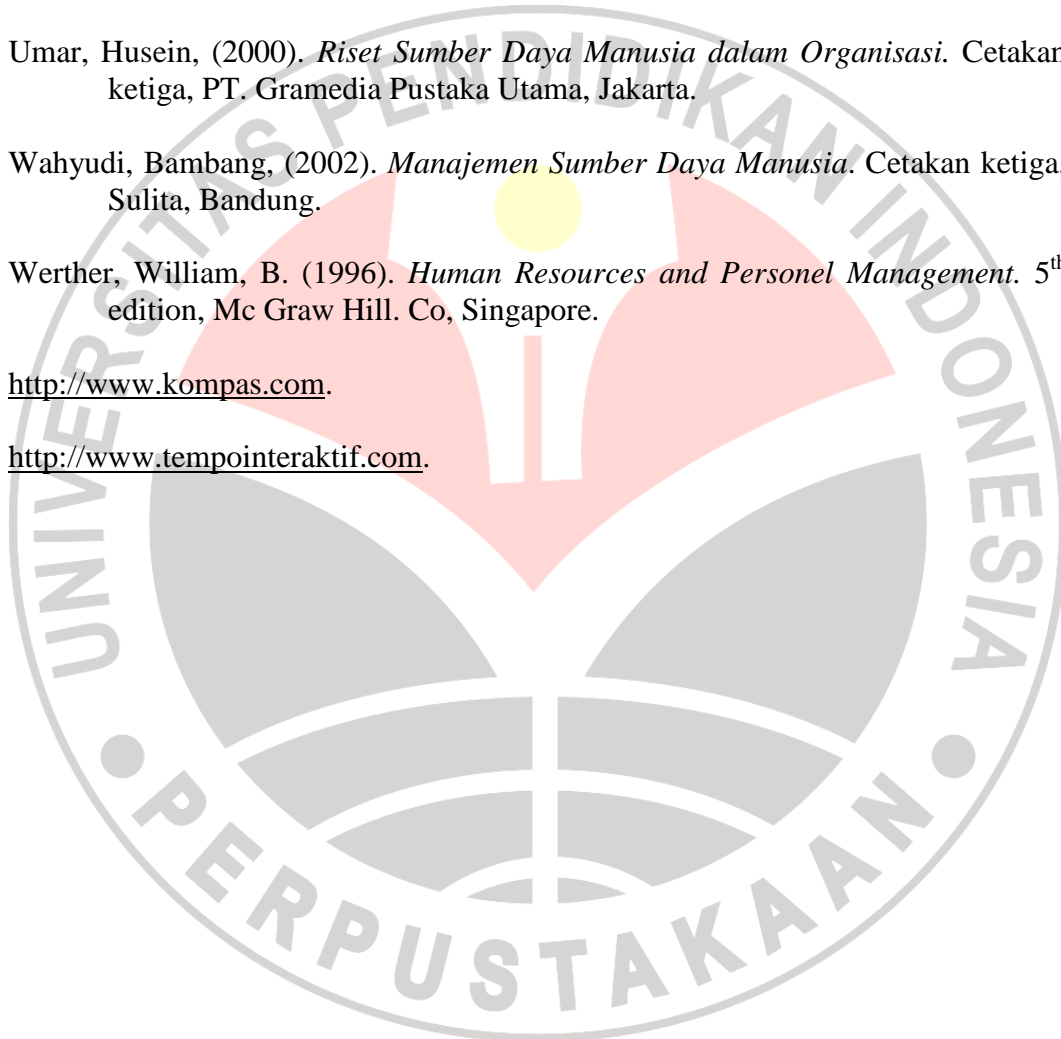 Umar, Husein, (2000). Riset Sumber Daya Manusia dalam Organisasi. Cetakan
ketiga, PT. Gramedia Pustaka Utama, Jakarta.
Wahyudi, Bambang, (2002). Manajemen Sumber Daya Manusia. Cetakan ketiga,
Sulita, Bandung.
Werther, William, B. (1996). Human Resources and Personel Management. 5th
edition, Mc Graw Hill. Co, Singapore.
http://www.kompas.com.
http://www.tempointeraktif.com.
UNIVERSITAS PENDIDIKAN INDONESIA
PERPUSTAKAAN